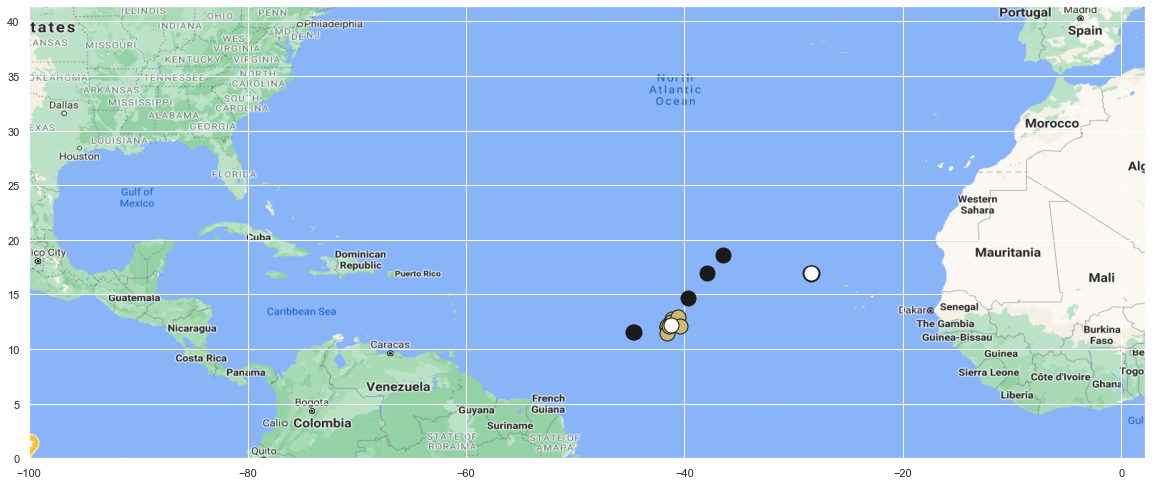 ILLINOIS
OHIO
PENN
Madrid
40
tates
INDIANA
Philadelphia
Portugal
MD
DE
NJ
Spain
KANSAS
MISSOURI
WEST
VIRGINIA
KENTUCKY
VIRGINIA
35
OKLAHOMA
TENNESSEE
NORTH
CAROLINA
North
Atlantic
Ocean
ARKANSAS
MISSISSIPPI
SOUTH
CAROLINA
Dallas
ALABAMA
GEORGIA
Morocco
30
EXAS
LOUISIANA
Houston
Alg
25
FLORIDA
Gulf of
Mexico
Western
Sahara
20
Cuba
ico City
Dominican
Republic
Puerto Rico
Mauritania
Mali
15
Guatemala
Caribbean Sea
Dakar
Senegal
Nicaragua
The Gambia
Guinea-Bissau
Burkina
Faso
10
Costa Rica
Caracas
Guinea
Be
Panama
Venezuela
Sierra Leone
Côte d'Ivoire
Togo
Ghana
5
Bogota
Guyana
French
Guiana
Liberia
Cali
Colombia
Suriname
Gulf
STATE OF
RORAIMA
STATE OF
AMAPA
Quito
0
−100
−80
−60
−40
−20
0